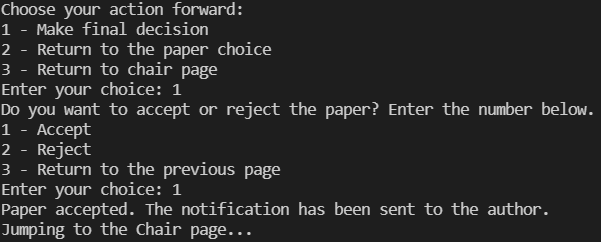 Choose your action forward:
1 - Make final decision
2 - Return to the paper choice
3 - Return to chair page
Enter your choice: 1
Do you want to accept or reject the paper? Enter the number below.
1 - Accept
2 - Reject
3 - Return to the previous page
Enter your choice: 1
Paper accepted. The notification has been sent to the author.
Jumping to the Chair page...